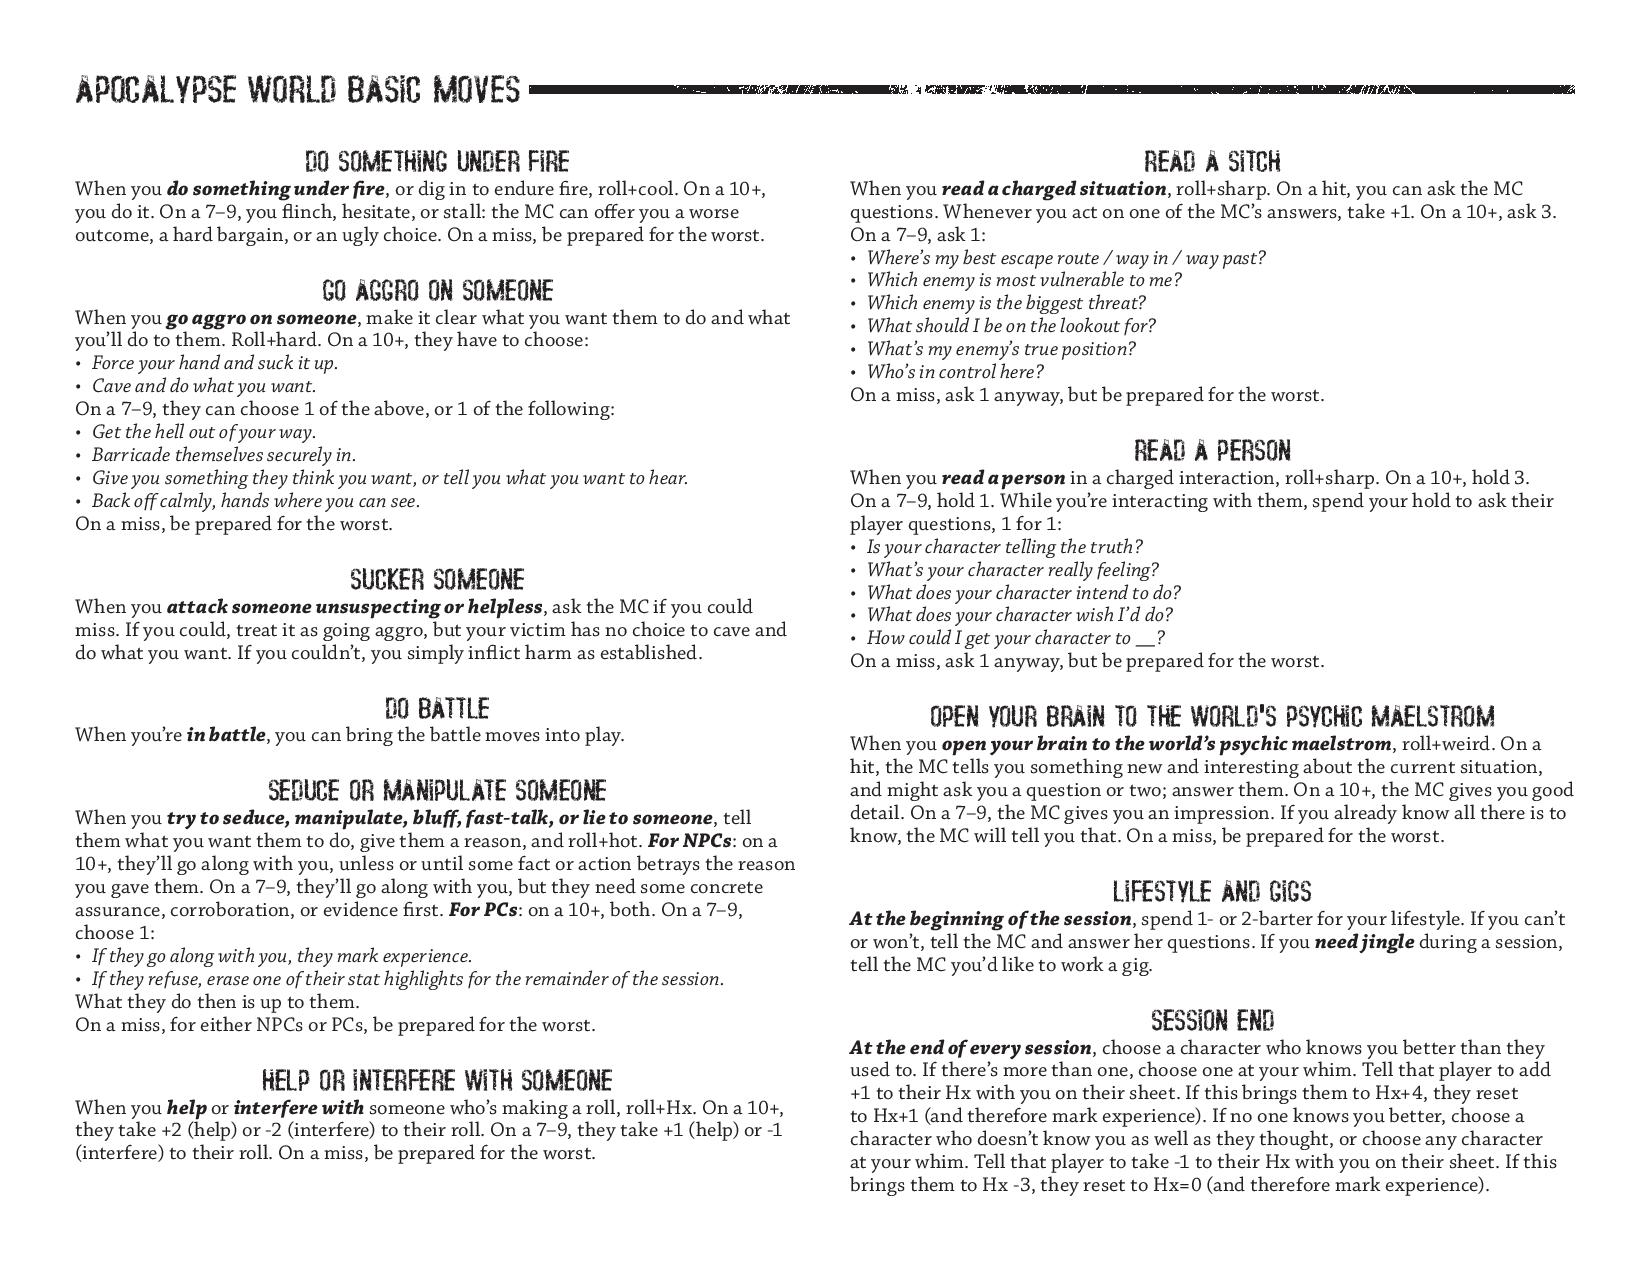 APOCALYPSE WORLD BASIC MOVES
DO SOMETHING UNDER FIRE
When you do something under fire, or dig in to endure fire, roll+cool. On a 10+,
you do it. On a 7–9, you flinch, hesitate, or stall: the MC can offer you a worse
outcome, a hard bargain, or an ugly choice. On a miss, be prepared for the worst.
GO AGGRO ON SOMEONE
When you go aggro on someone, make it clear what you want them to do and what
you’ll do to them. Roll+hard. On a 10+, they have to choose:
• Force your hand and suck it up.
• Cave and do what you want.
On a 7–9, they can choose 1 of the above, or 1 of the following:
• Get the hell out of your way.
• Barricade themselves securely in.
• Give you something they think you want, or tell you what you want to hear.
• Back off calmly, hands where you can see.
On a miss, be prepared for the worst.
SUCKER SOMEONE
When you attack someone unsuspecting or helpless, ask the MC if you could
miss. If you could, treat it as going aggro, but your victim has no choice to cave and
do what you want. If you couldn’t, you simply inflict harm as established.
DO BATTLE
When you’re in battle, you can bring the battle moves into play.
SEDUCE OR MANIPULATE SOMEONE
When you try to seduce, manipulate, bluff, fast-talk, or lie to someone, tell
them what you want them to do, give them a reason, and roll+hot. For NPCs: on a
10+, they’ll go along with you, unless or until some fact or action betrays the reason
you gave them. On a 7–9, they’ll go along with you, but they need some concrete
assurance, corroboration, or evidence first. For PCs: on a 10+, both. On a 7–9,
choose 1:
• If they go along with you, they mark experience.
• If they refuse, erase one of their stat highlights for the remainder of the session.
What they do then is up to them.
On a miss, for either NPCs or PCs, be prepared for the worst.
HELP OR INTERFERE WITH SOMEONE
When you help or interfere with someone who’s making a roll, roll+Hx. On a 10+,
they take +2 (help) or -2 (interfere) to their roll. On a 7–9, they take +1 (help) or -1
(interfere) to their roll. On a miss, be prepared for the worst.
READ A SITCH
When you read a charged situation, roll+sharp. On a hit, you can ask the MC
questions. Whenever you act on one of the MC’s answers, take +1. On a 10+, ask 3.
On a 7–9, ask 1:
• Where’s my best escape route / way in / way past?
• Which enemy is most vulnerable to me?
• Which enemy is the biggest threat?
• What should I be on the lookout for?
• What’s my enemy’s true position?
• Who’s in control here?
On a miss, ask 1 anyway, but be prepared for the worst.
READ A PERSON
When you read a person in a charged interaction, roll+sharp. On a 10+, hold 3.
On a 7–9, hold 1. While you’re interacting with them, spend your hold to ask their
player questions, 1 for 1:
• Is your character telling the truth?
• What’s your character really feeling?
• What does your character intend to do?
• What does your character wish I’d do?
• How could I get your character to __?
On a miss, ask 1 anyway, but be prepared for the worst.
OPEN YOUR BRAIN TO THE WORLD'S PSYCHIC MAELSTROM
When you open your brain to the world’s psychic maelstrom, roll+weird. On a
hit, the MC tells you something new and interesting about the current situation,
and might ask you a question or two; answer them. On a 10+, the MC gives you good
detail. On a 7–9, the MC gives you an impression. If you already know all there is to
know, the MC will tell you that. On a miss, be prepared for the worst.
LIFESTYLE AND GIGS
At the beginning of the session, spend 1- or 2-barter for your lifestyle. If you can’t
or won’t, tell the MC and answer her questions. If you need jingle during a session,
tell the MC you’d like to work a gig.
SESSION END
At the end of every session, choose a character who knows you better than they
used to. If there’s more than one, choose one at your whim. Tell that player to add
+1 to their Hx with you on their sheet. If this brings them to Hx+4, they reset
to Hx+1 (and therefore mark experience). If no one knows you better, choose a
character who doesn’t know you as well as they thought, or choose any character
at your whim. Tell that player to take -1 to their Hx with you on their sheet. If this
brings them to Hx -3, they reset to Hx=0 (and therefore mark experience).